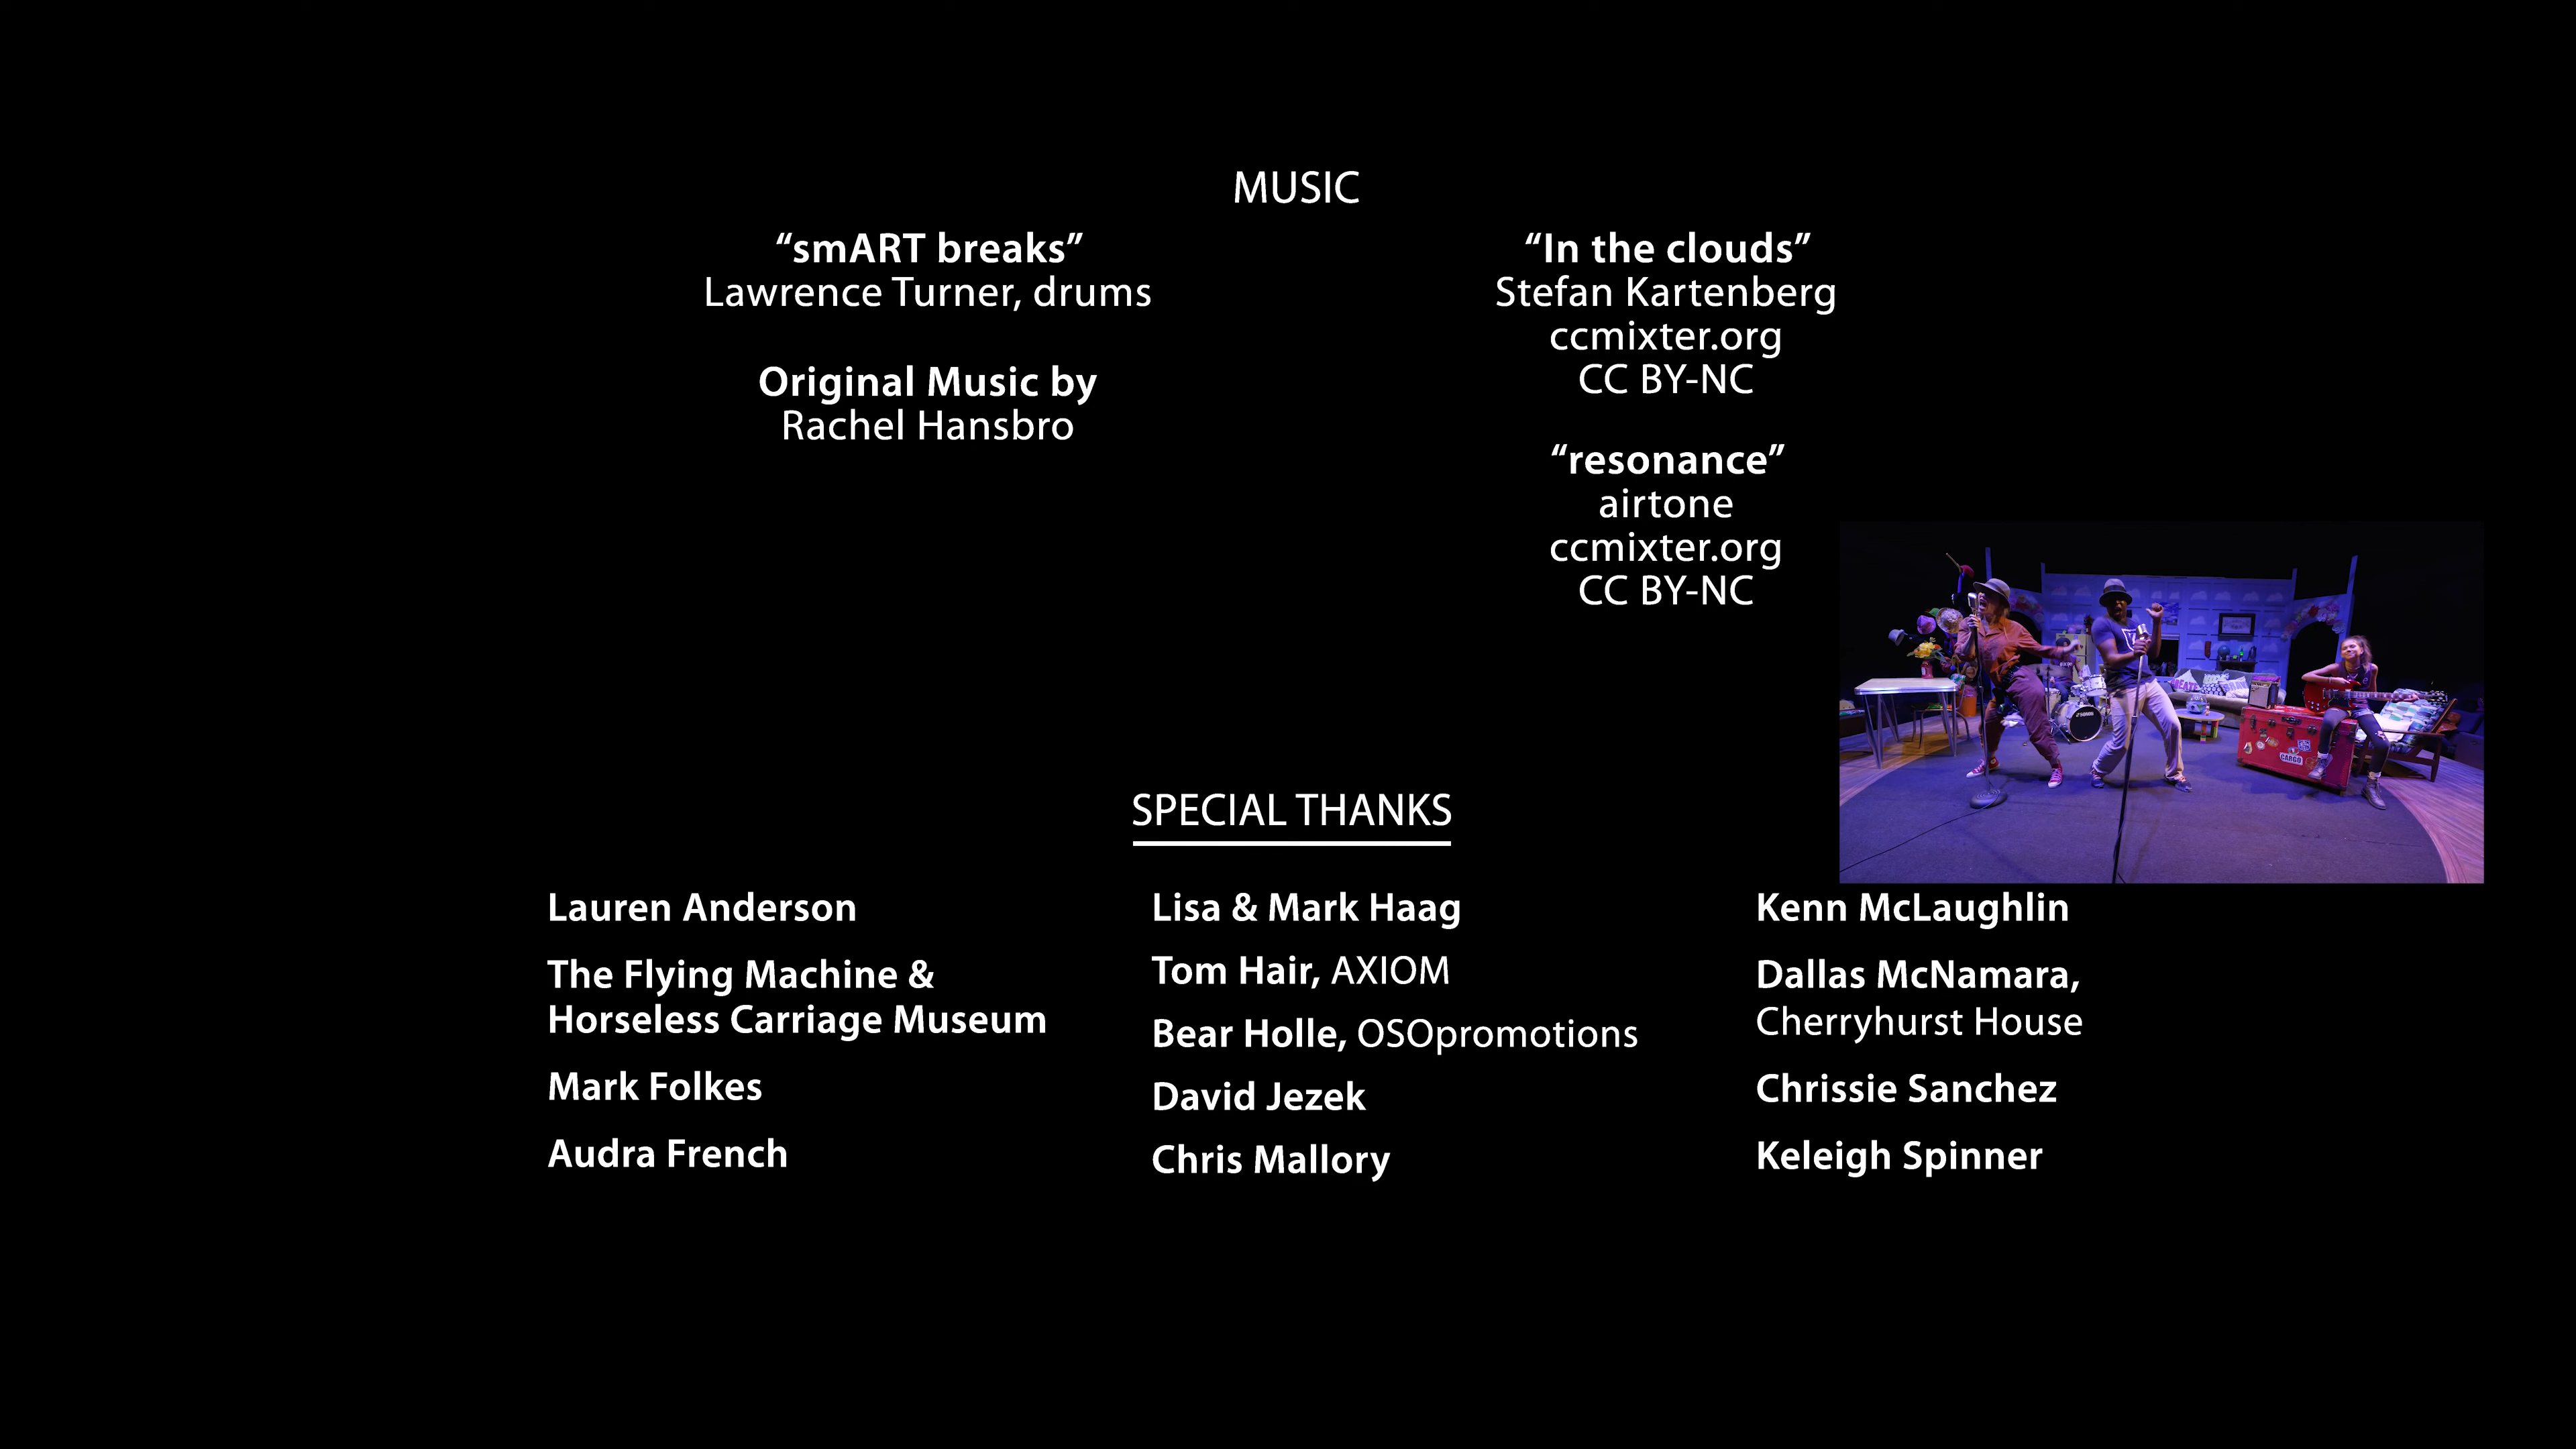 MUSIC
“smART breaks”
Lawrence Turner, drums
Original Music by
Rachel Hansbro
“In the clouds”
Stefan Kartenberg
ccmixter.org
CC BY-NC
“resonance”
airtone
ccmixter.org
CC BY-NC
SPECIAL THANKS
Lauren Anderson
The Flying Machine &
Horseless Carriage Museum
Mark Folkes
Audra French
Lisa & Mark Haag
Tom Hair, AXIOM
Bear Holle, OSOpromotions
David Jezek
Chris Mallory
Kenn McLaughlin
Dallas McNamara,
Cherryhurst House
Chrissie Sanchez
Keleigh Spinner
CARGO